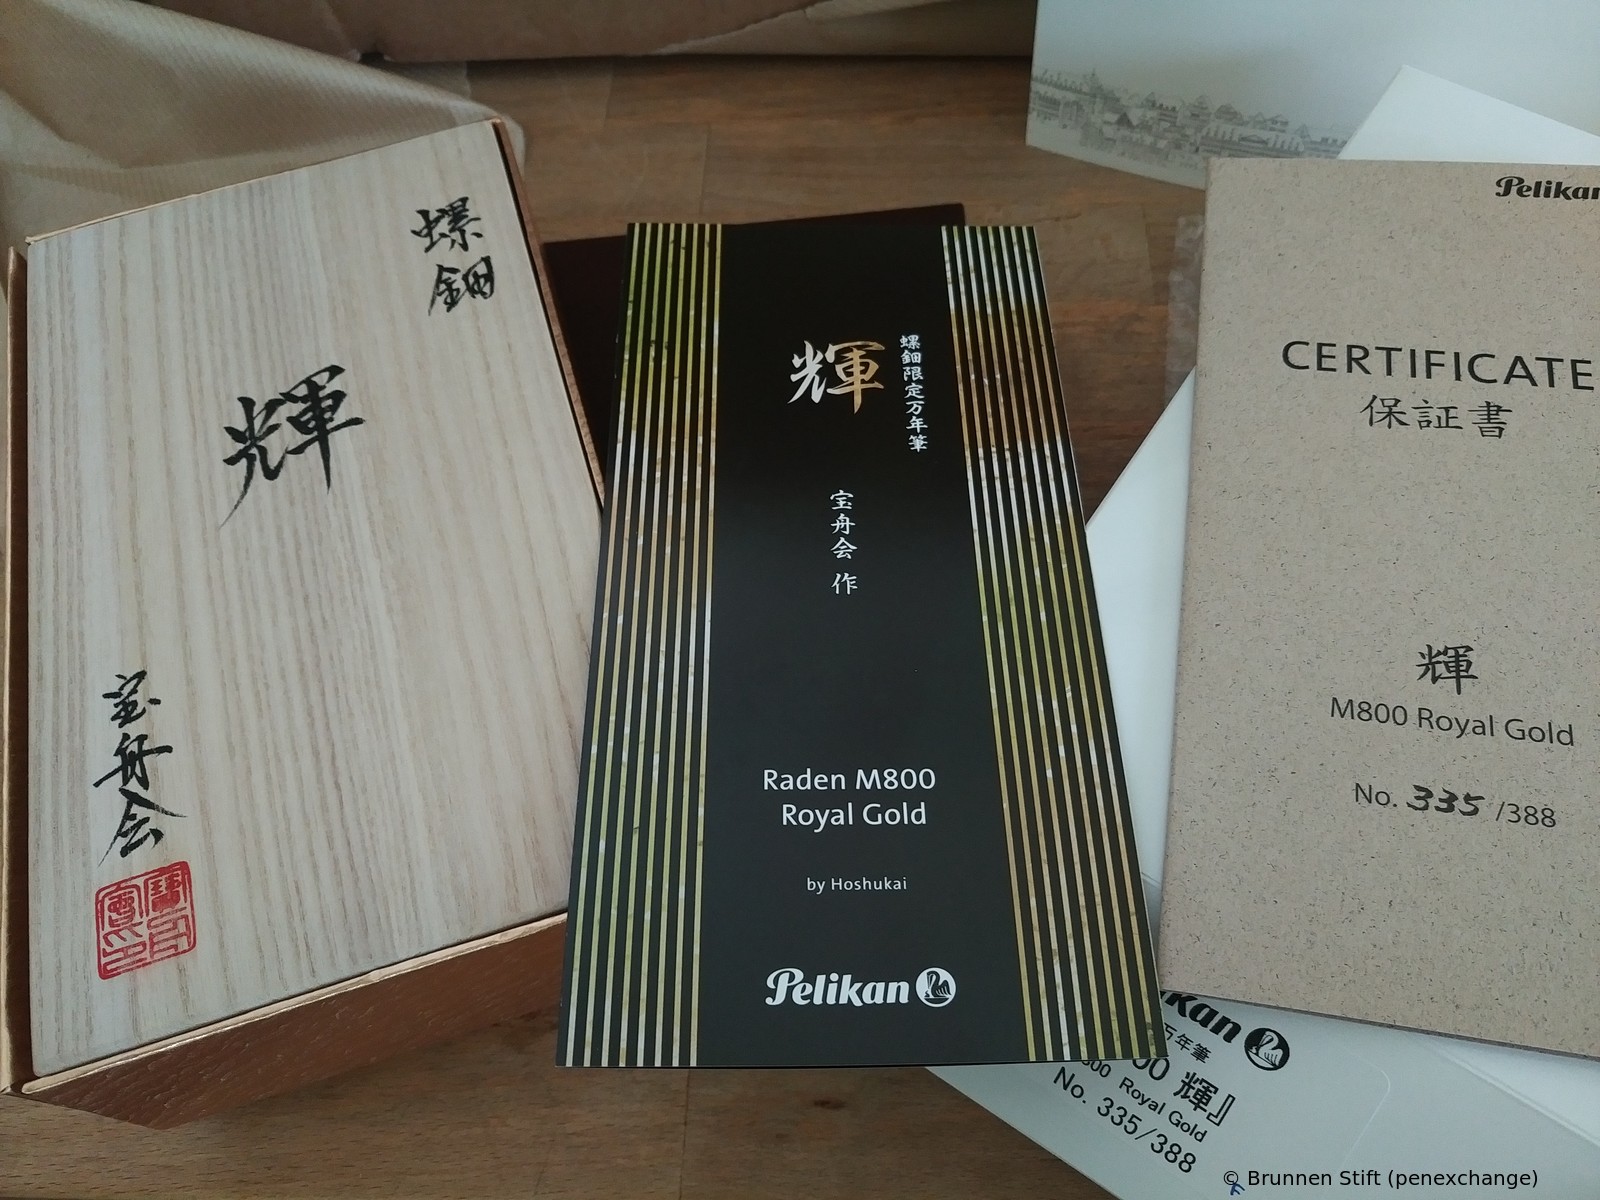 螺鈿
輝
宝舟会
輝
螺鈿限定万年筆
宝舟会 作
Raden M800
Royal Gold
by Hoshukai
Pelikan
Pelikan
CERTIFICATE
保証書
輝
M800 Royal Gold
No. 335 /388
kan
万年筆
00 輝』
800 Royal Gold
No. 335/388
© Brunnen Stift (penexchange)